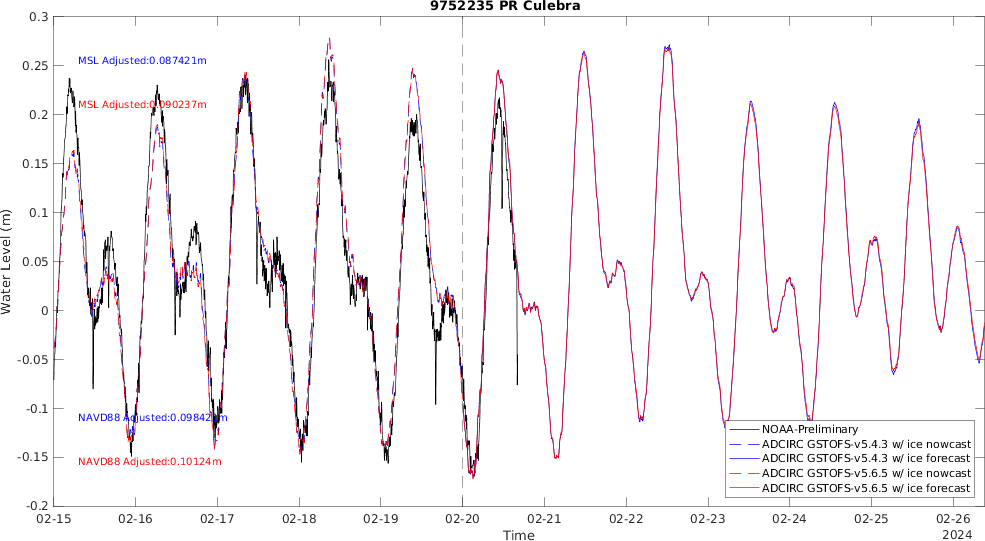 9752235 PR Culebra
0.3
0.25
0.2
0.15
0.1
0.05
0
-0.05
-0.1
-0.15
-0.2
Water Level (m)
MSL Adjusted:0.087421m
MSL Adjusted:0.090237m
NAVD88 Adjusted:0.09842 m
NAVD88 Adjusted:0.10124m
NOAA-Preliminary
ADCIRC GSTOFS-v5.4.3 w/ ice nowcast
ADCIRC GSTOFS-v5.4.3 w/ ice forecast
ADCIRC GSTOFS-v5.6.5 w/ ice nowcast
ADCIRC GSTOFS-v5.6.5 w/ ice forecast
02-15 02-16 02-17 02-18 02-19 02-20 02-21 02-22 02-23 02-24 02-25 02-26
Time
2024